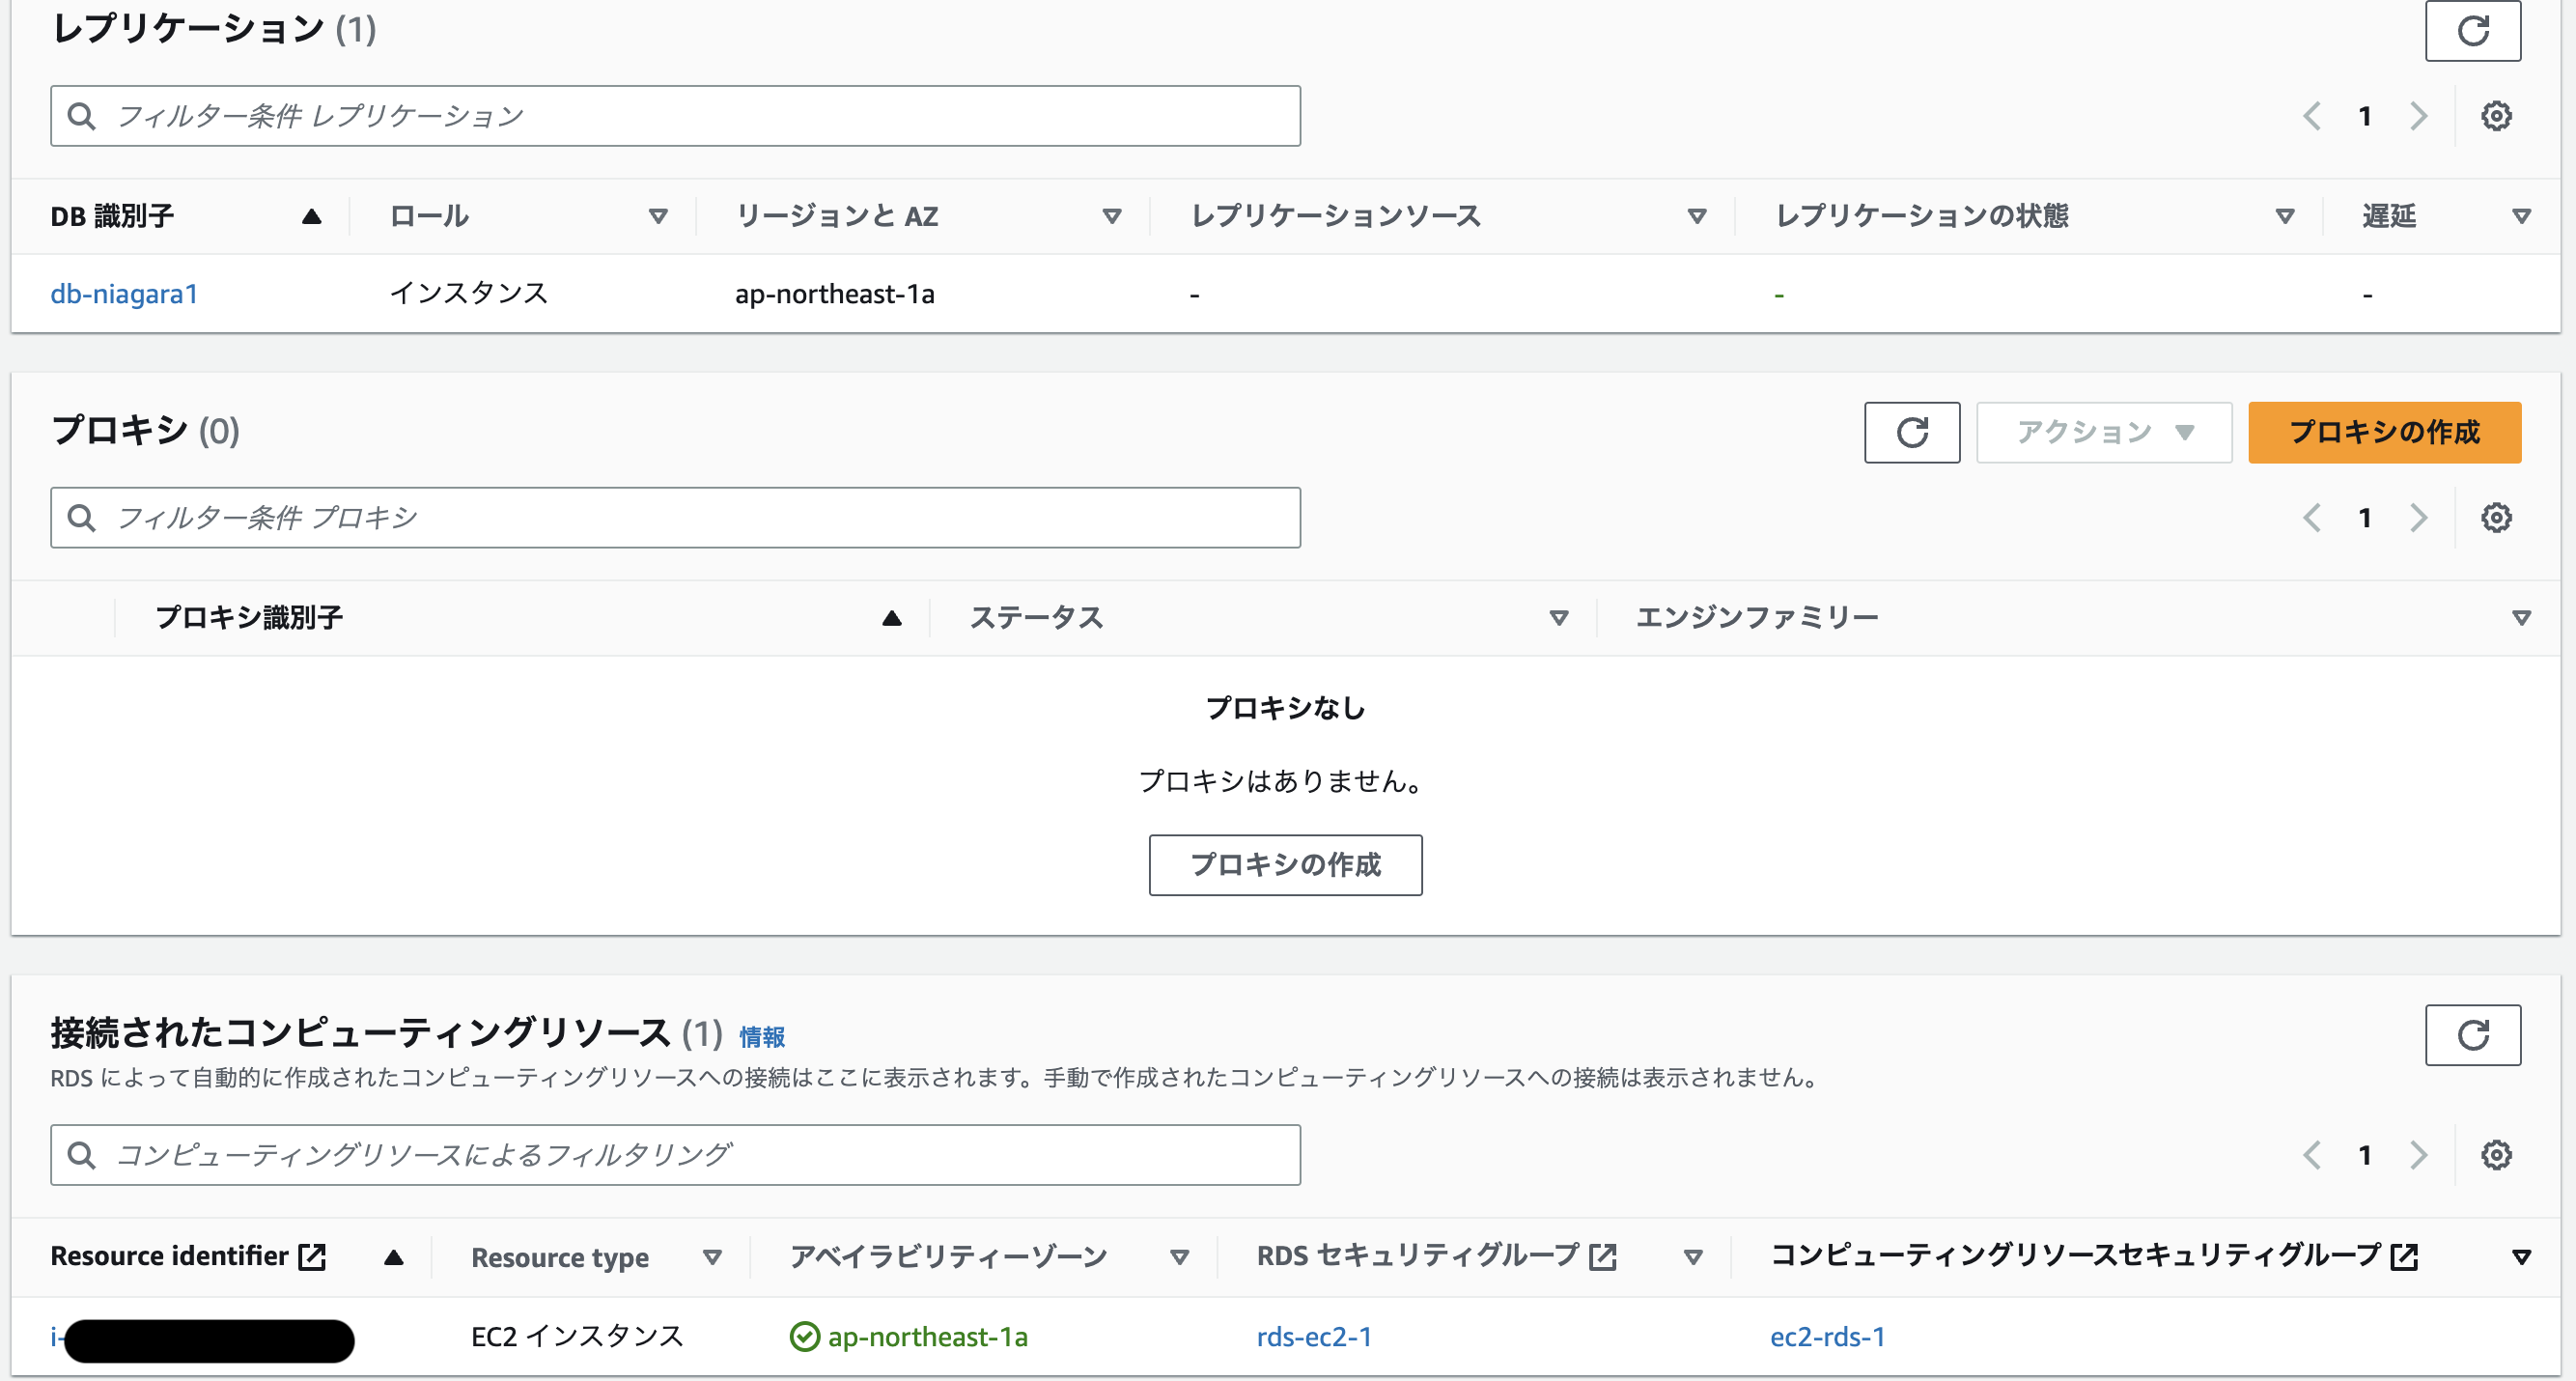 レプリケーション (1)
フィルター条件 レプリケーション
1
DB 識別子 ロール リージョンと AZ レプリケーションソース レプリケーションの状態 遅延
db-niagara1 インスタンス ap-northeast-1a - - -
プロキシ (0) アクション プロキシの作成
フィルター条件 プロキシ
1
プロキシ識別子 ステータス エンジンファミリー
プロキシなし
プロキシはありません。
プロキシの作成
接続されたコンピューティングリソース (1) 情報
RDS によって自動的に作成されたコンピューティングリソースへの接続はここに表示されます。手動で作成されたコンピューティングリソースへの接続は表示されません。
コンピューティングリソースによるフィルタリング
1
Resource identifier Resource type アベイラビリティーゾーン RDS セキュリティグループ コンピューティングリソースセキュリティグループ
i- EC2 インスタンス ap-northeast-1a rds-ec2-1 ec2-rds-1